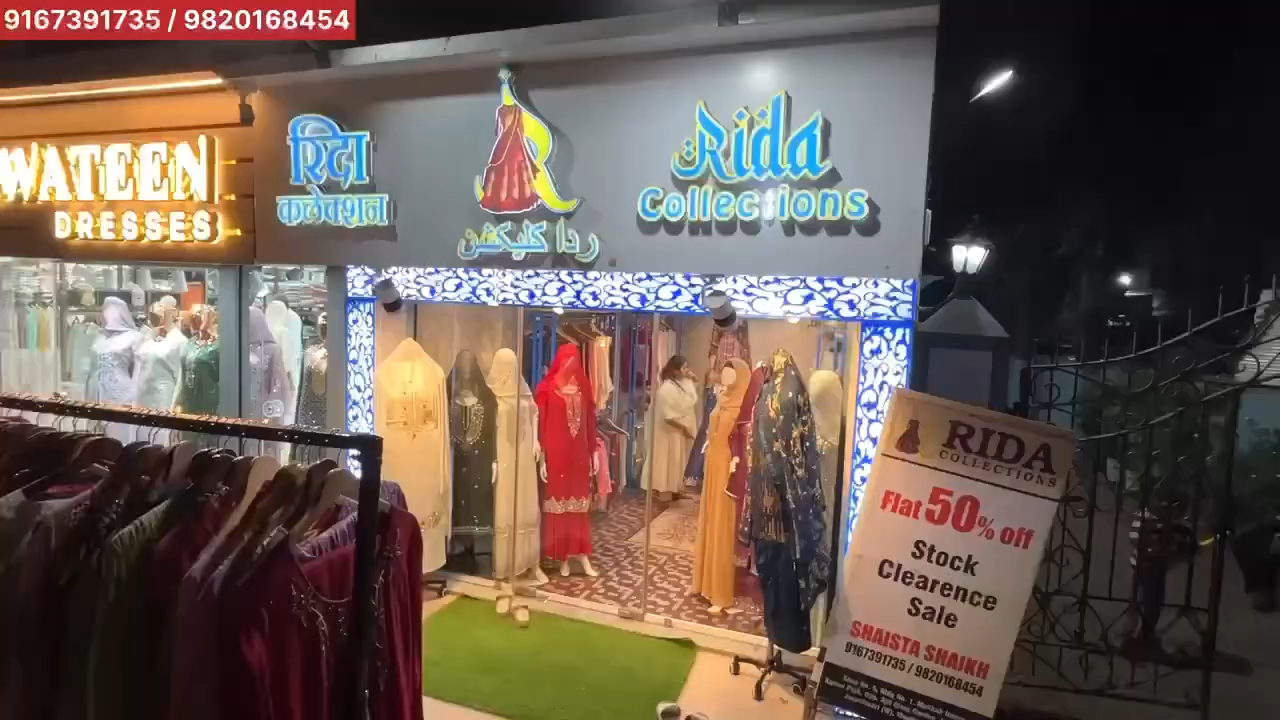 9167391735 / 9820168454
WATEEN
DRESSES
रिदा
कलेक्शन
ردا کلیکشن
Rida
Collections
RIDA
COLLECTIONS
Flat 50% off
Stock
Clearence
Sale
SHAISTA SHAIKH
9167391735 / 9820168454